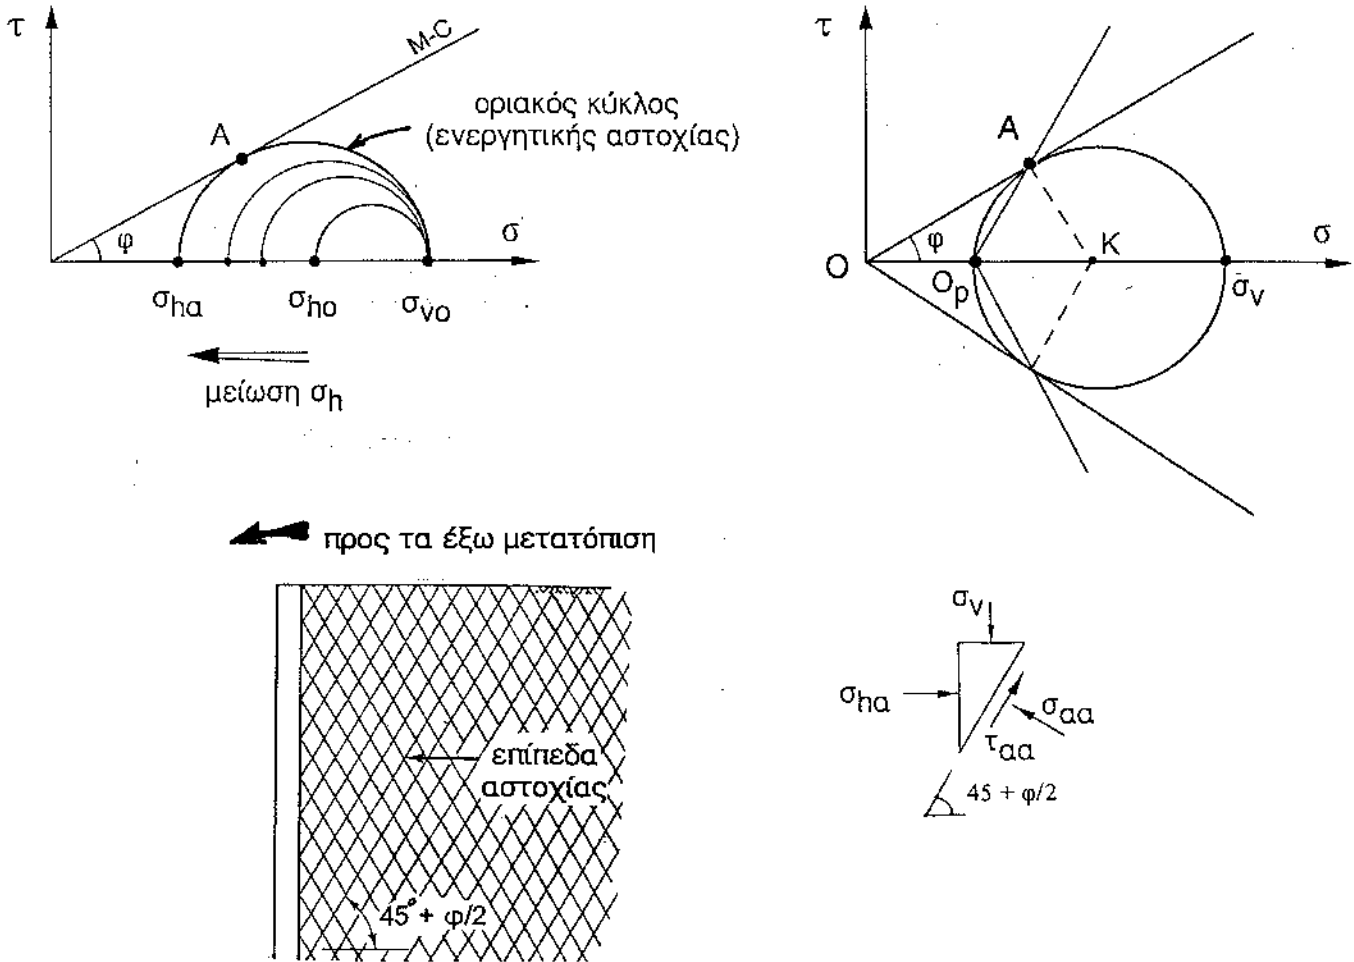 τ
M-C
οριακός κύκλος
(ενεργητικής αστοχίας)
A
φ
σ
σha
σho
σvo
μείωση σh
τ
A
φ
K
σ
O
Op
σv
προς τα έξω μετατόπιση
επίπεδα
αστοχίας
45° + φ/2
σv
σha
σαα
ταα
45 + φ/2